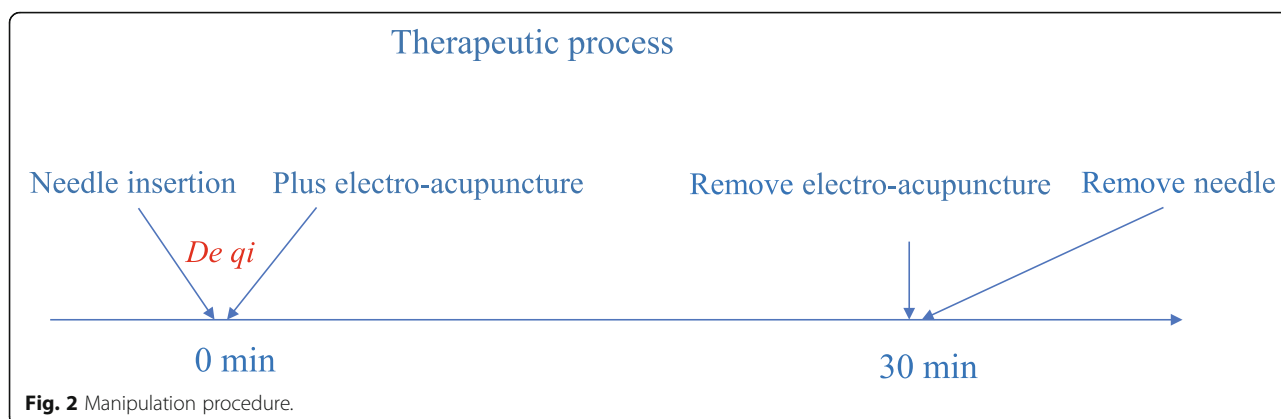 Therapeutic process
Needle insertion
Plus electro-acupuncture
Remove electro-acupuncture
Remove needle
De qi
0 min
30 min
Fig. 2 Manipulation procedure.